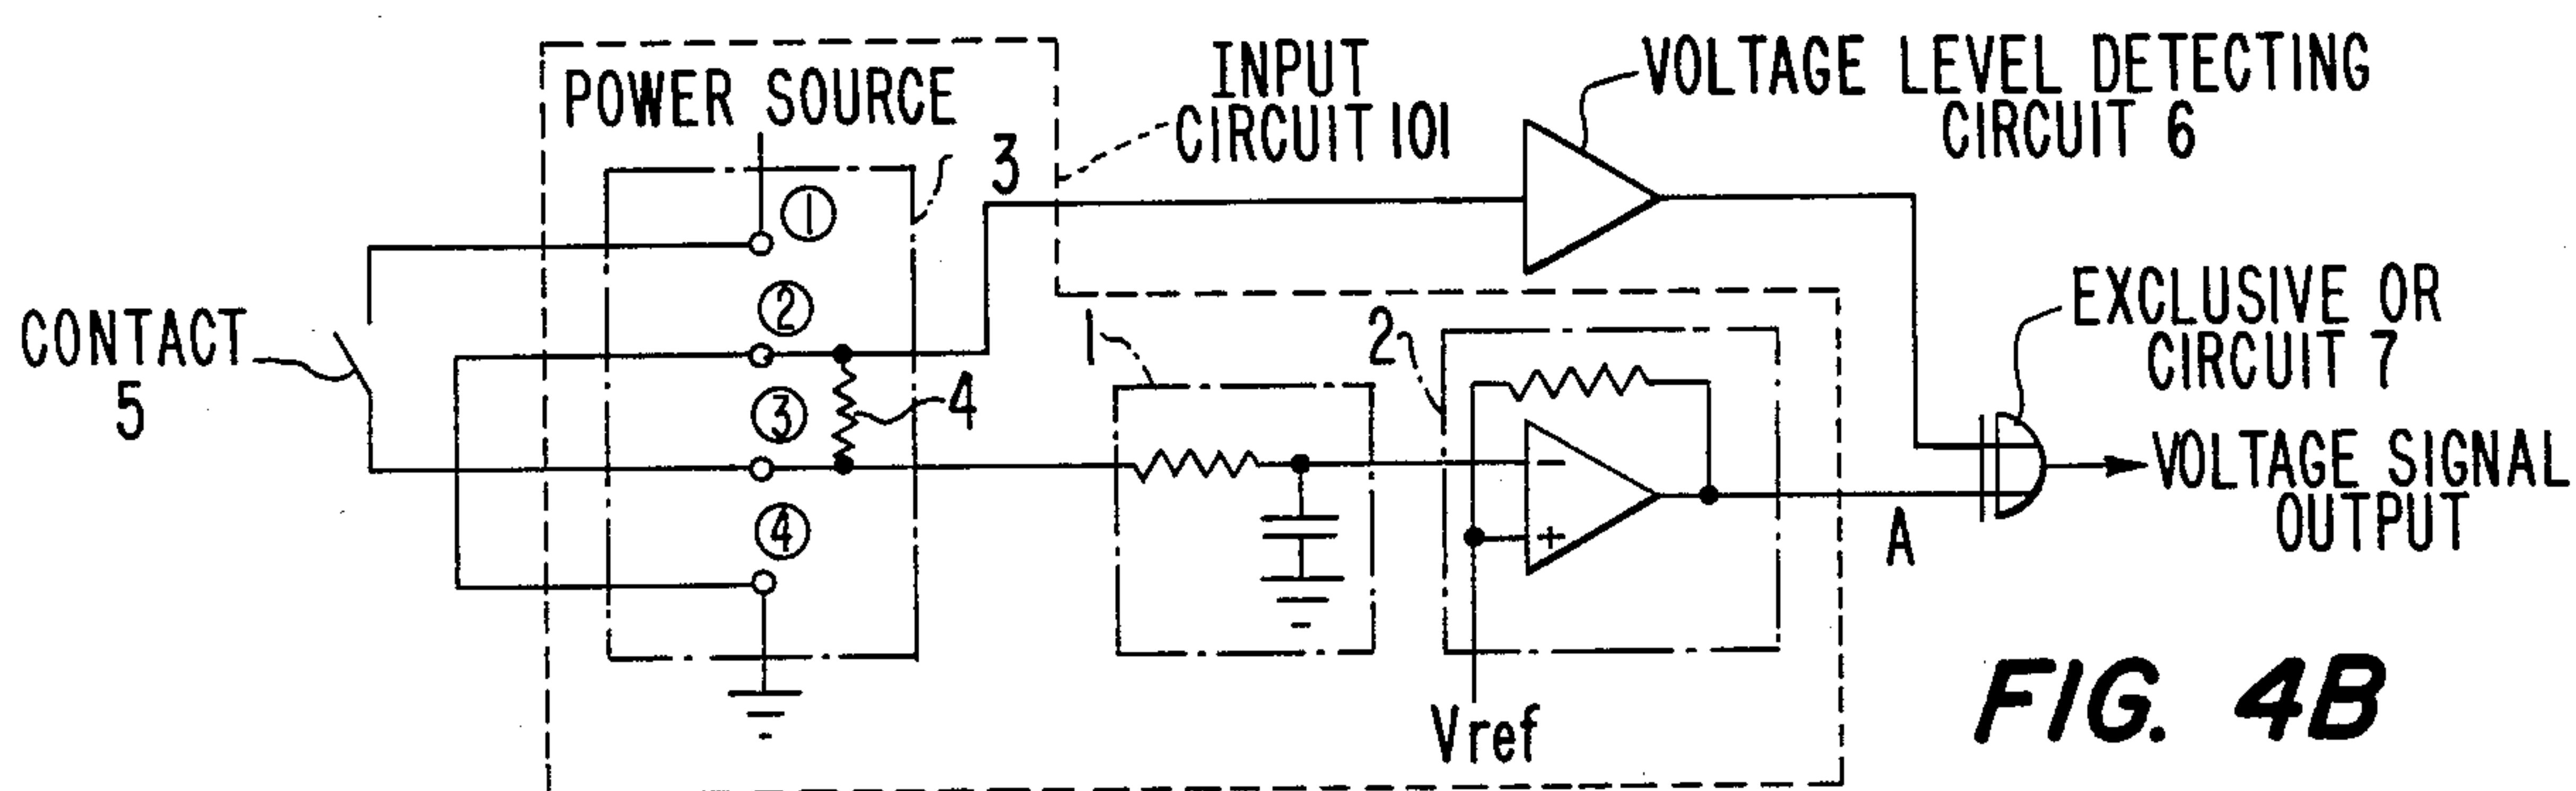 POWER SOURCE
INPUT
CIRCUIT 101
VOLTAGE LEVEL DETECTING
CIRCUIT 6
3
①
②
③
④
4
CONTACT
5
1
2
-
+
EXCLUSIVE OR
CIRCUIT 7
VOLTAGE SIGNAL
OUTPUT
A
Vref
FIG. 4B